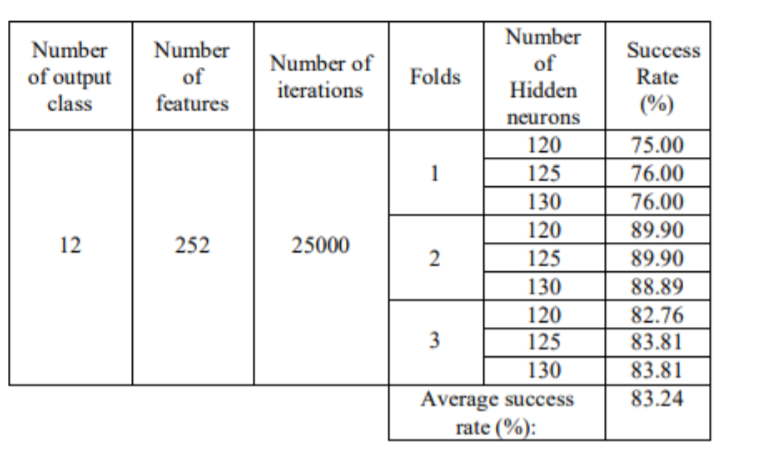 Number of output class | Number of features | Number of iterations | Folds | Number of Hidden neurons | Success Rate (%)
12 | 252 | 25000 | 1 | 120 | 75.00
125 | 76.00
130 | 76.00
2 | 120 | 89.90
125 | 89.90
130 | 88.89
3 | 120 | 82.76
125 | 83.81
130 | 83.81
Average success rate (%): | 83.24